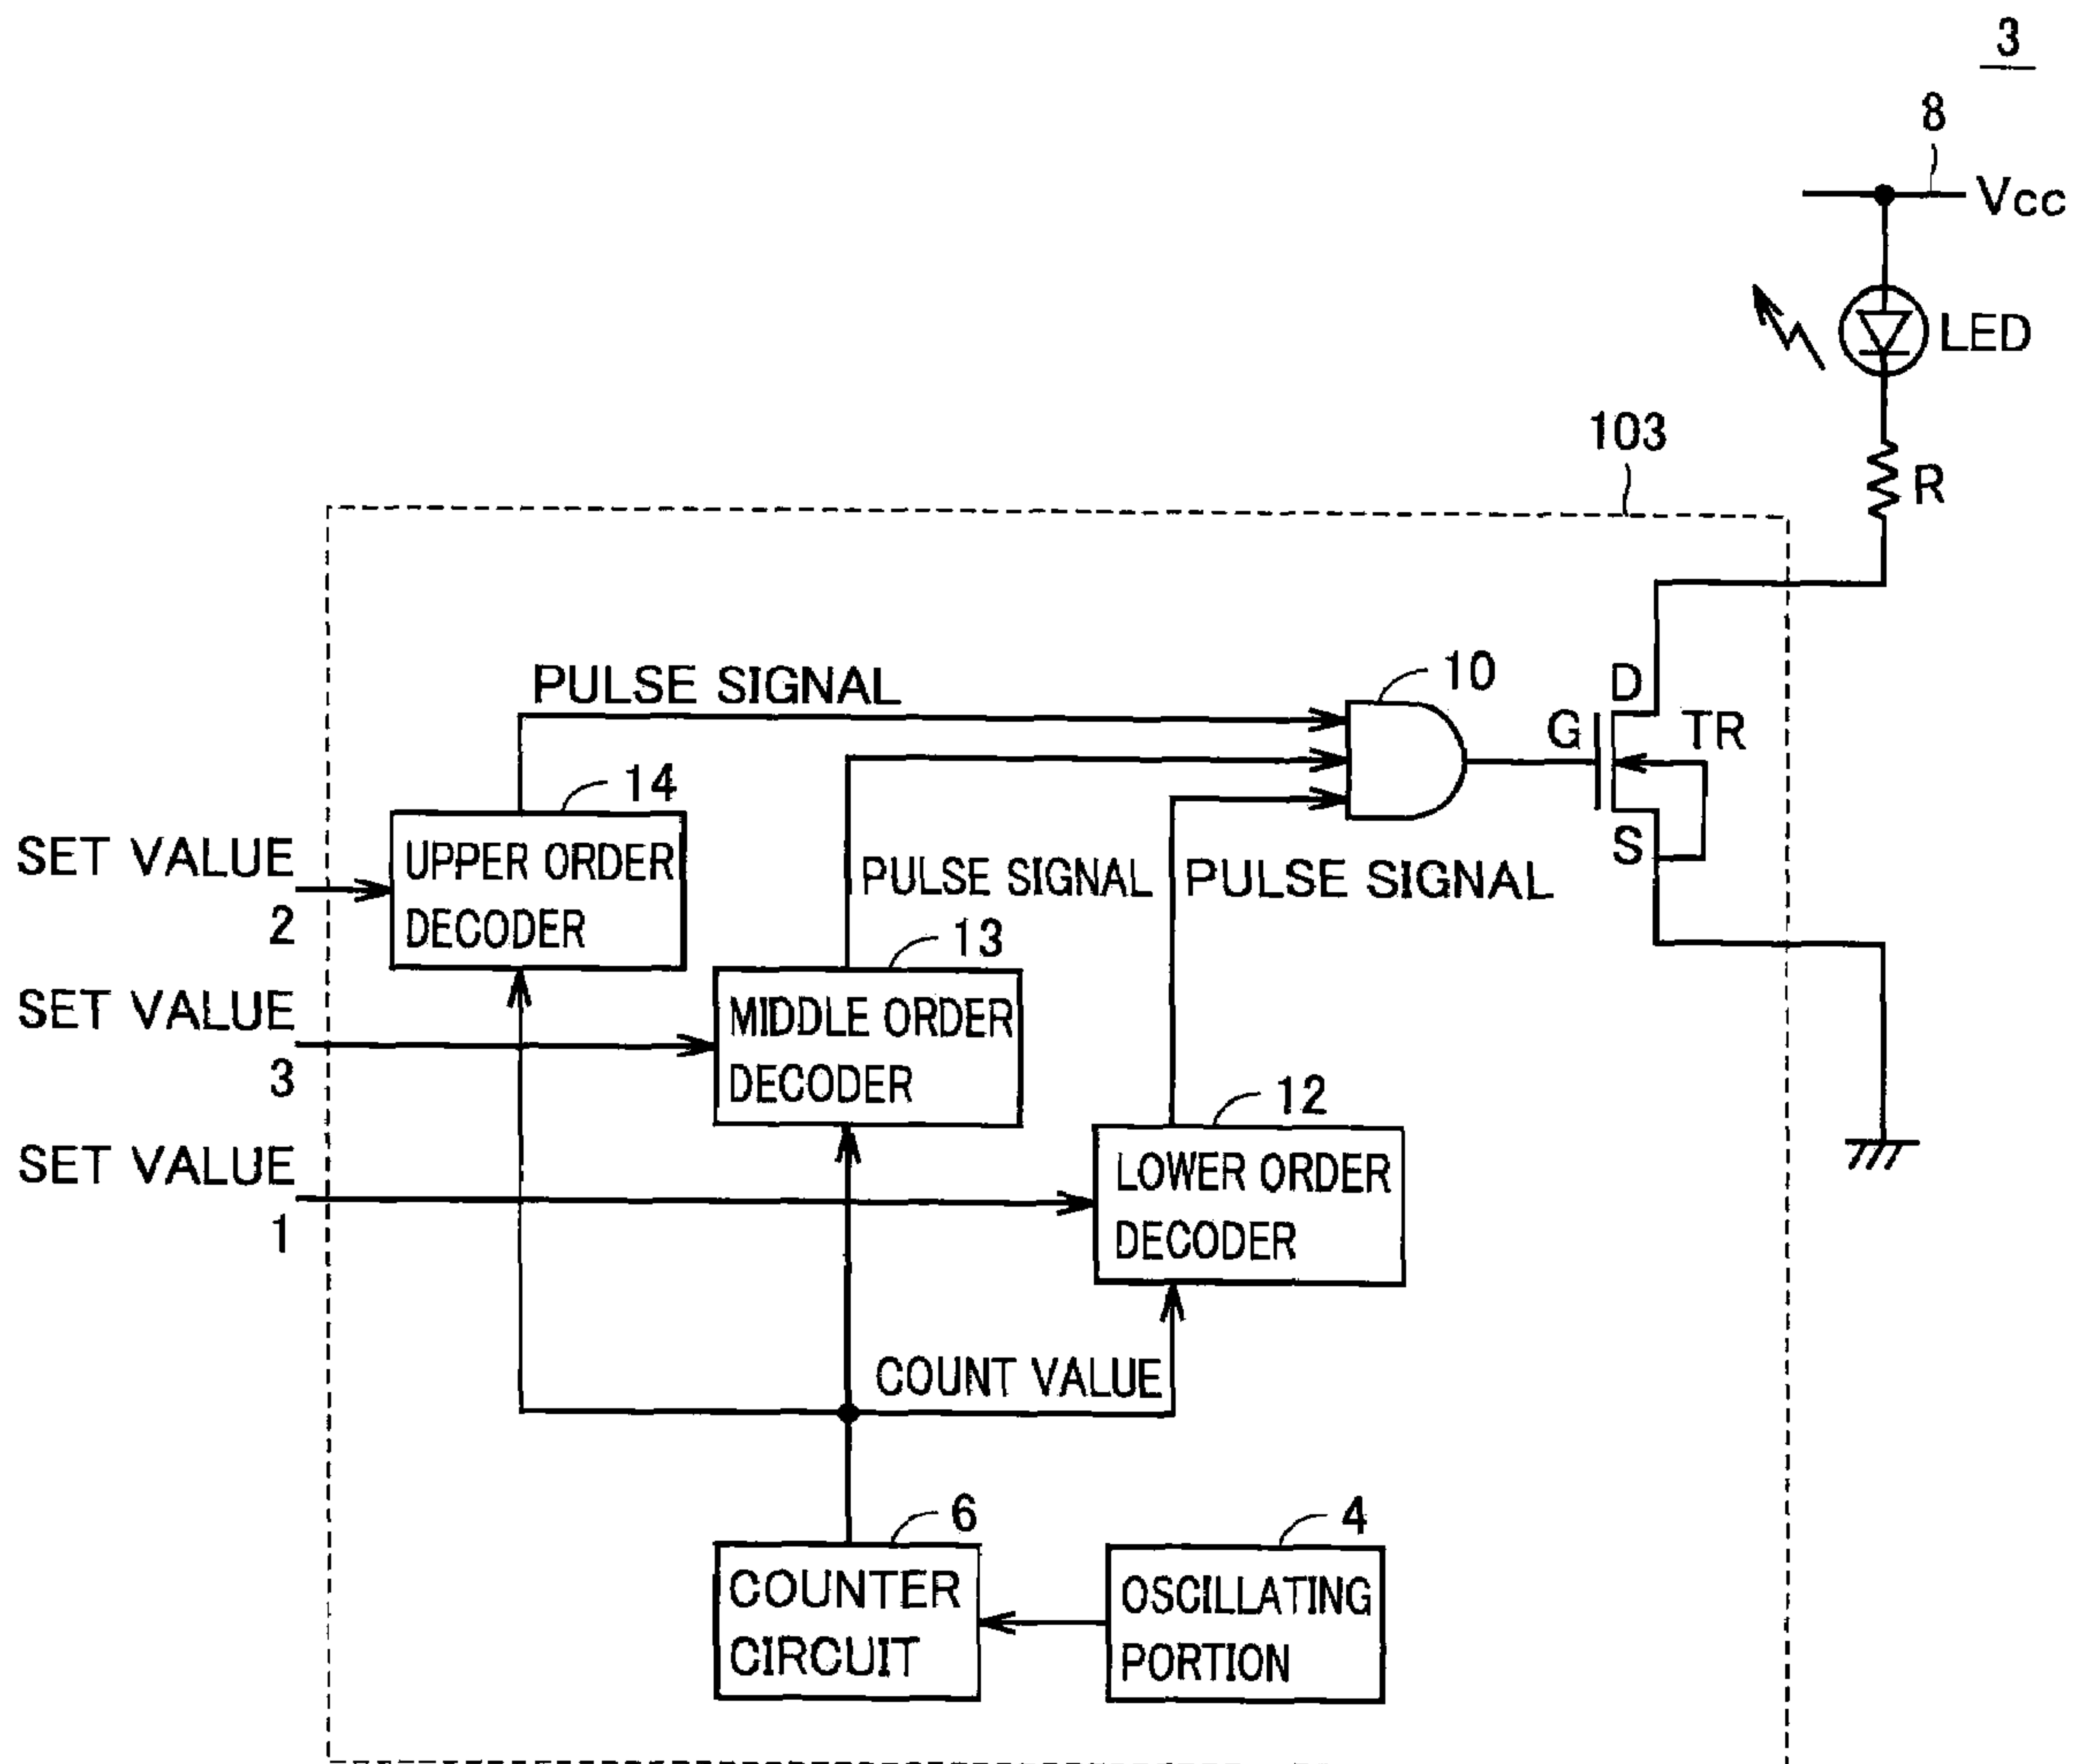 3
8
Vcc
LED
103
R
PULSE SIGNAL
10
D
G
TR
14
S
SET VALUE
2
UPPER ORDER
DECODER
PULSE SIGNAL
PULSE SIGNAL
13
SET VALUE
3
MIDDLE ORDER
DECODER
12
SET VALUE
1
LOWER ORDER
DECODER
COUNT VALUE
6
4
COUNTER
CIRCUIT
OSCILLATING
PORTION